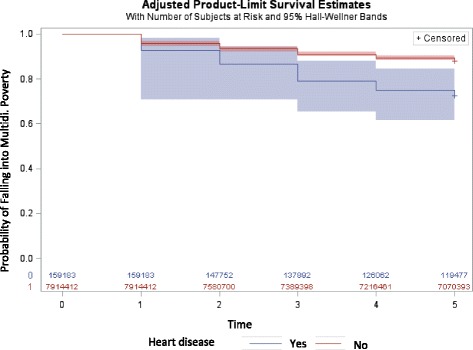 Adjusted Product-Limit Survival Estimates
With Number of Subjects at Risk and 95% Hall-Wellner Bands
+ Censored
Probability of Falling into Multidi. Poverty
1.0
0.8
0.6
0.4
0.2
0.0
0 159183 159183 147752 137892 126062 119477
1 7914412 7914412 7580700 7389398 7216461 7070393
0 1 2 3 4 5
Time
Heart disease Yes No